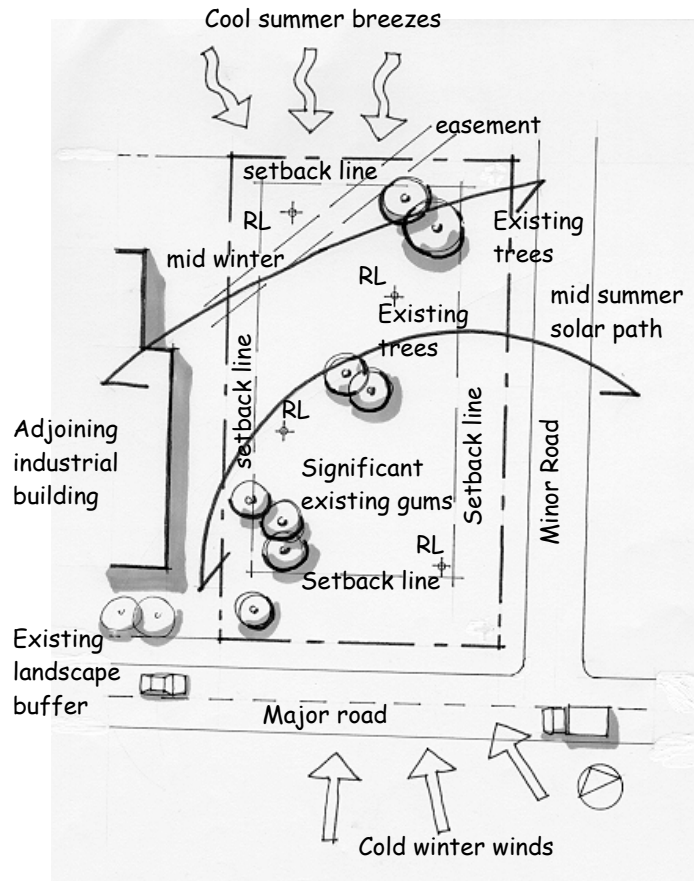 Cool summer breezes
easement
setback line
RL
Existing
trees
mid winter
RL
mid summer
solar path
Existing
trees
setback line
RL
Setback line
Minor Road
Adjoining
industrial
building
Significant
existing gums
RL
Setback line
Existing
landscape
buffer
Major road
Cold winter winds